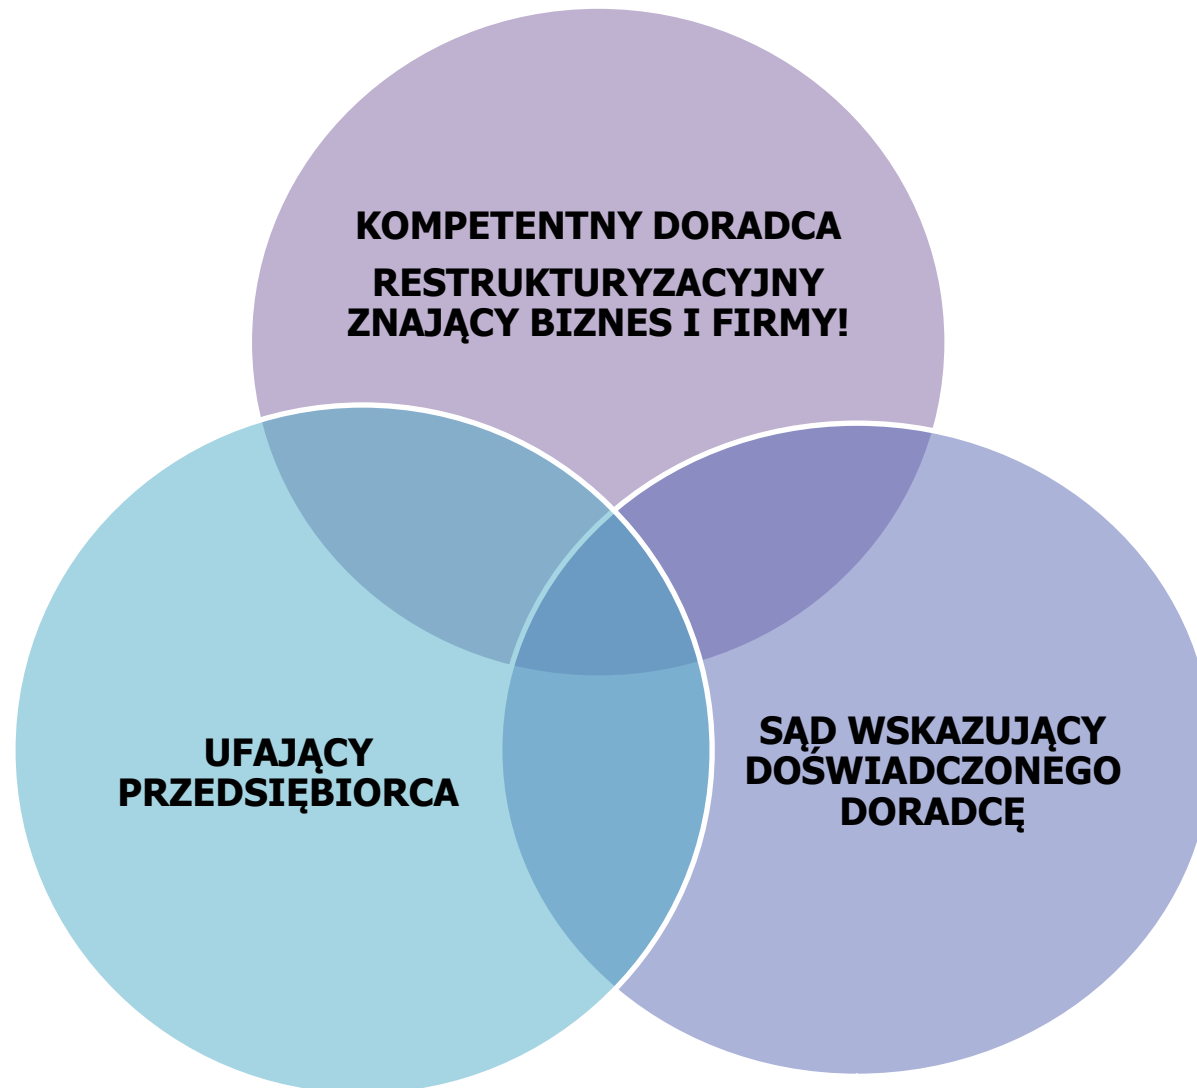 KOMPETENTNY DORADCA
RESTRUKTURYZACYJNY
ZNAJĄCY BIZNES I FIRMY!
UFAJĄCY
PRZEDSIĘBIORCA
SĄD WSKAZUJĄCY
DOŚWIADCZONEGO
DORADCĘ